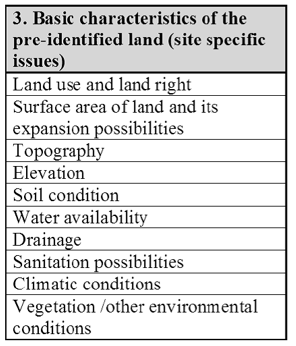 3. Basic characteristics of the
pre-identified land (site specific
issues)
Land use and land right
Surface area of land and its
expansion possibilities
Topography
Elevation
Soil condition
Water availability
Drainage
Sanitation possibilities
Climatic conditions
Vegetation /other environmental
conditions